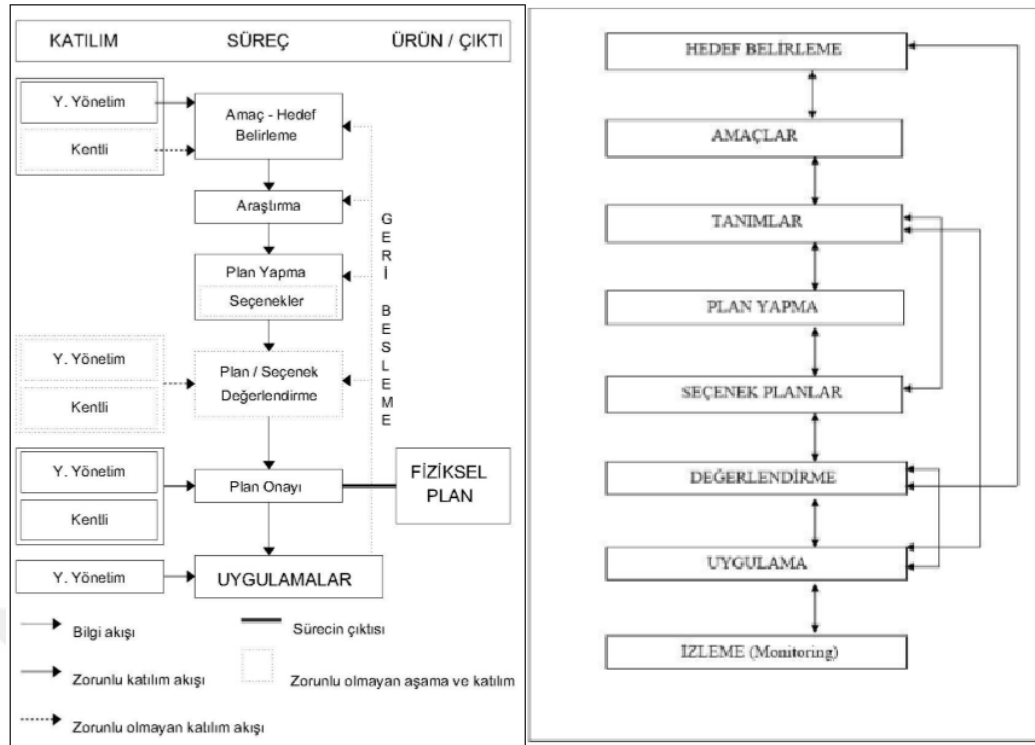 KATILIM SÜREÇ ÜRÜN / ÇIKTI
Y. Yönetim
Kentli
Amaç - Hedef
Belirleme
Araştırma
Plan Yapma
Seçenekler
Y. Yönetim
Kentli
Plan / Seçenek
Değerlendirme
GERİ BESLEME
Y. Yönetim
Kentli
Plan Onayı
FİZİKSEL
PLAN
Y. Yönetim
UYGULAMALAR
Bilgi akışı
Sürecin çıktısı
Zorunlu katılım akışı
Zorunlu olmayan aşama ve katılım
Zorunlu olmayan katılım akışı
HEDEF BELİRLEME
AMAÇLAR
TANIMLAR
PLAN YAPMA
SEÇENEK PLANLAR
DEĞERLENDİRME
UYGULAMA
İZLEME (Monitoring)